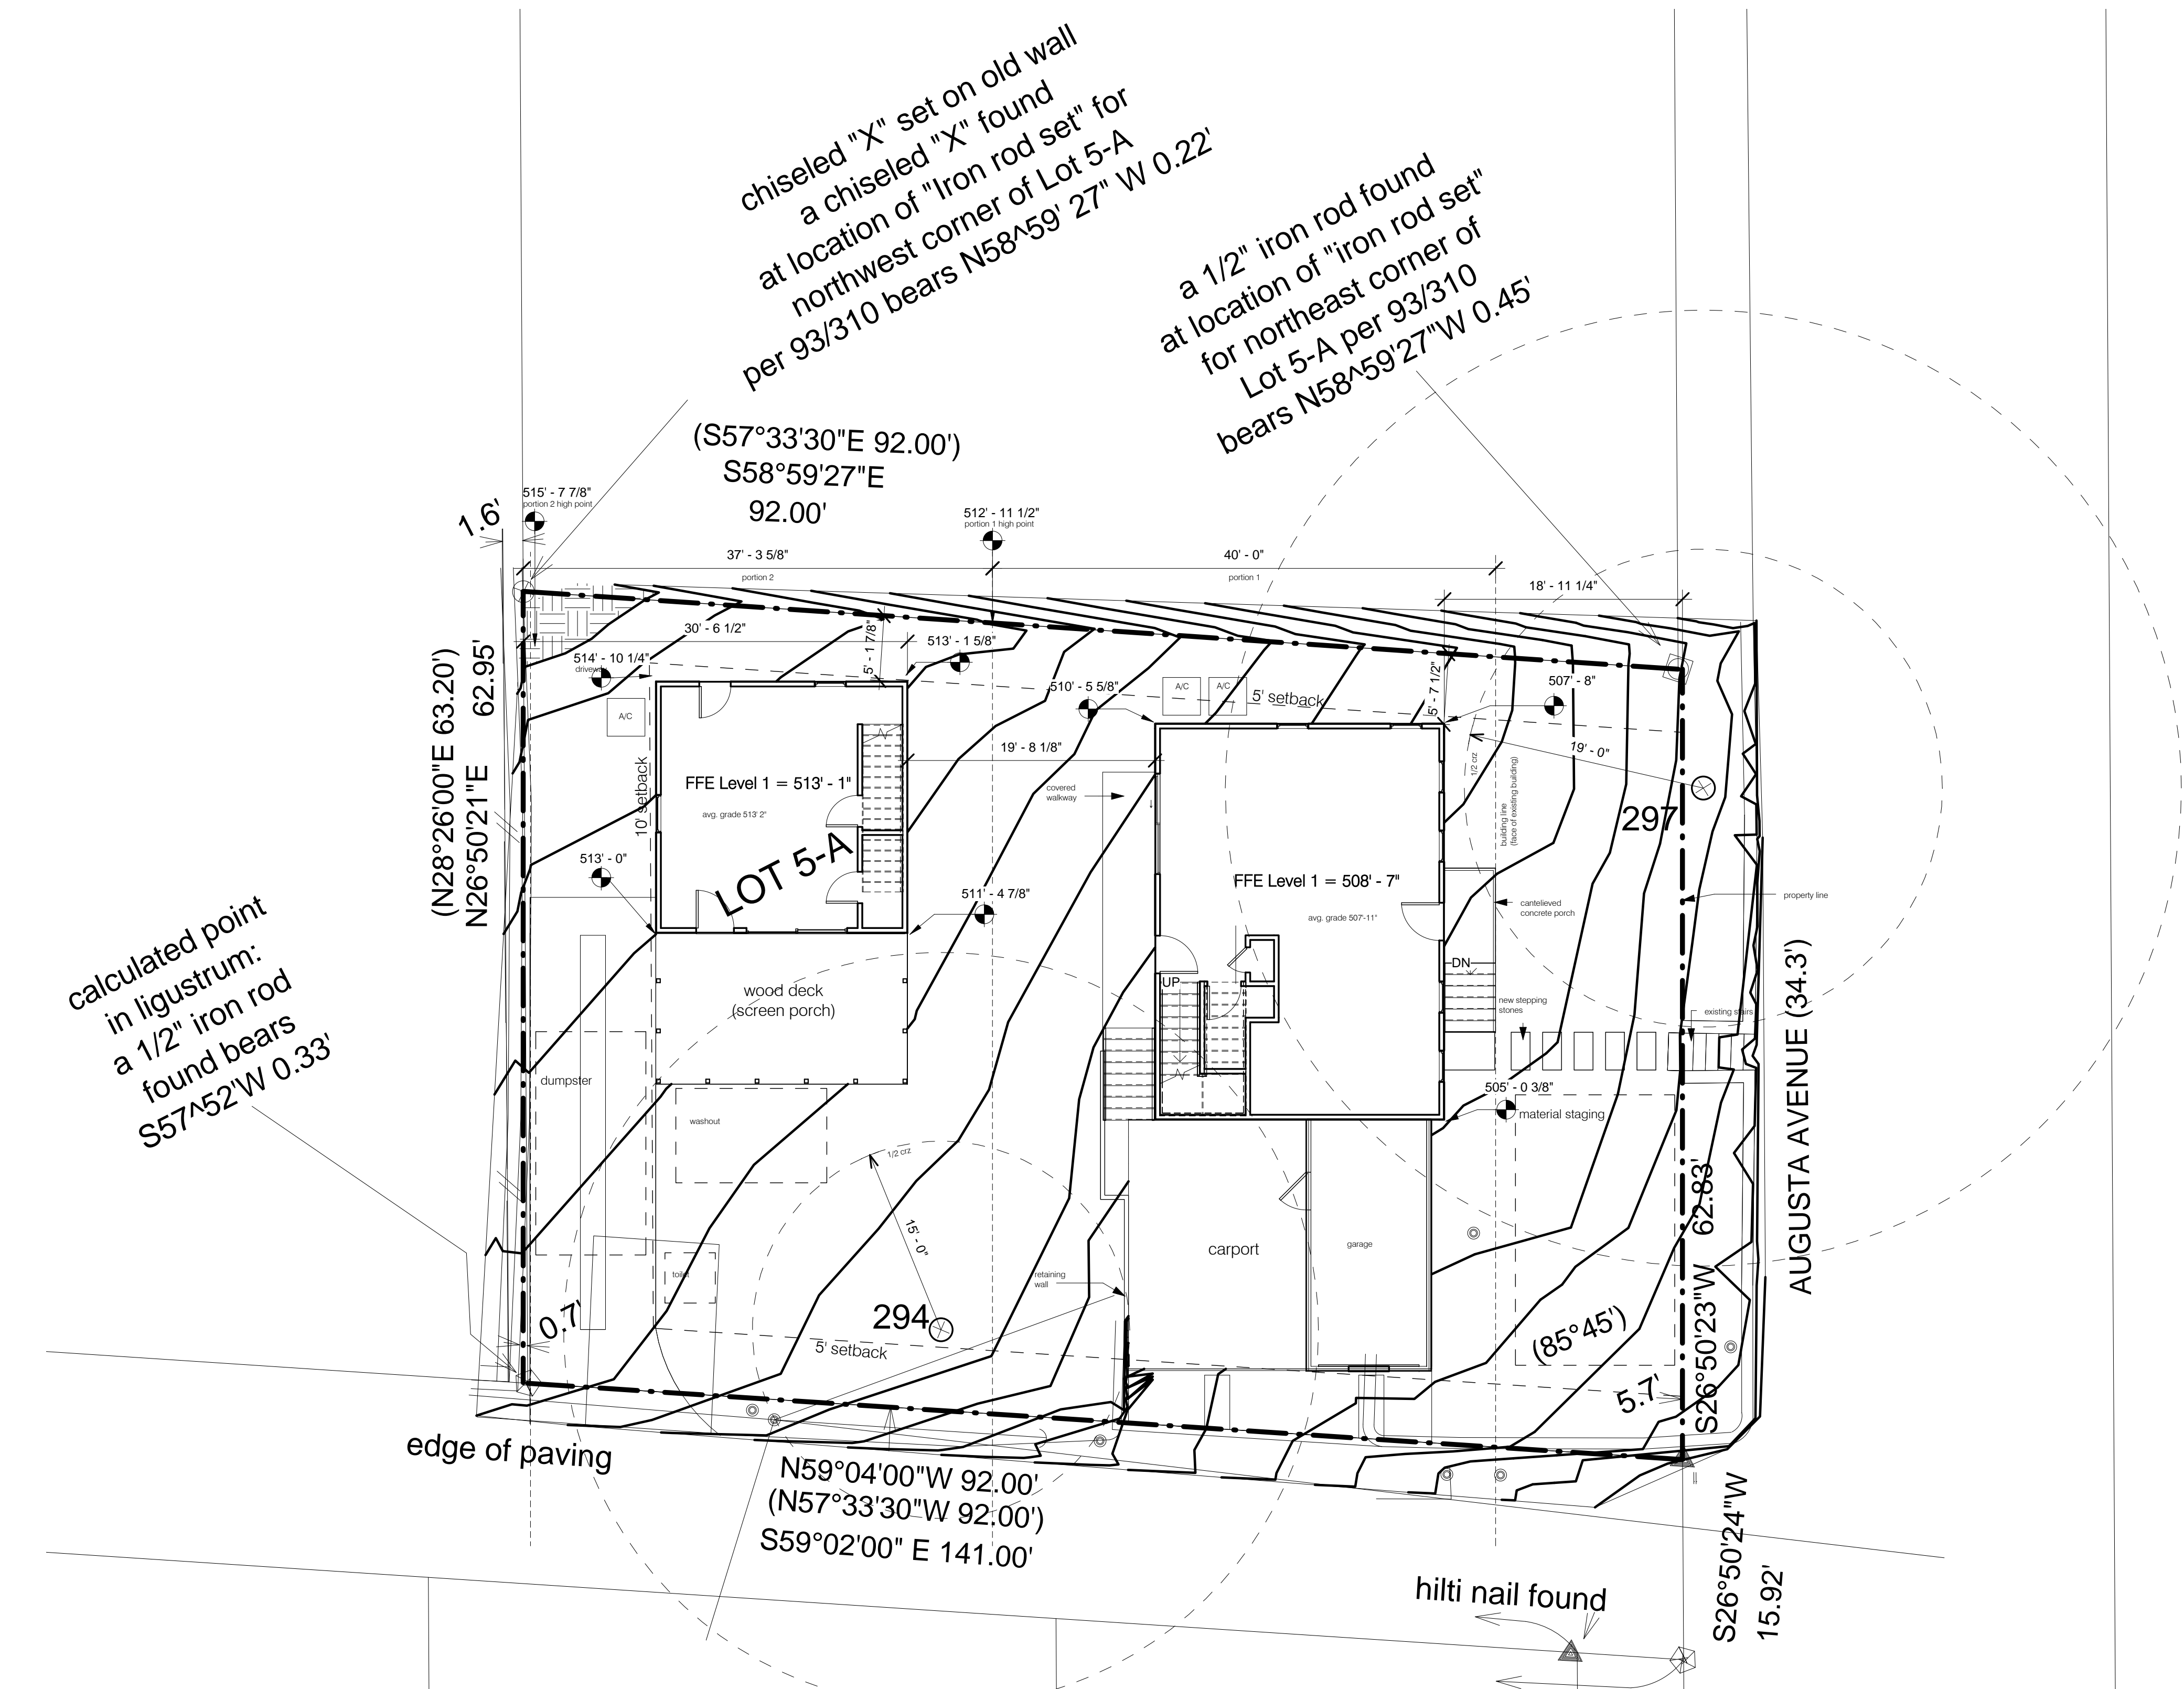 chiseled "X" set on old wall
a chiseled "X" found
at location of "Iron rod set" for
northwest corner of Lot 5-A
per 93/310 bears N58^59' 27" W 0.22'
a 1/2" iron rod found
at location of "iron rod set"
for northeast corner of
Lot 5-A per 93/310
bears N58^59'27"W 0.45'
(S57°33'30"E 92.00')
S58°59'27"E
92.00'
1.6'
515' - 7 7/8"
portion 2 high point
512' - 11 1/2"
portion 1 high point
37' - 3 5/8"
portion 2
40' - 0"
portion 1
18' - 11 1/4"
30' - 6 1/2"
5' - 1 7/8"
513' - 1 5/8"
514' - 10 1/4"
driveway
A/C
510' - 5 5/8"
A/C
A/C
5' setback
5' - 7 1/2"
507' - 8"
19' - 0"
1/2 crz
building line
(face of existing building)
297
(N28°26'00"E 63.20')
N26°50'21"E 62.95'
10' setback
FFE Level 1 = 513' - 1"
avg. grade 513' 2"
LOT 5-A
19' - 8 1/8"
covered
walkway
513' - 0"
511' - 4 7/8"
FFE Level 1 = 508' - 7"
avg. grade 507'-11"
cantelieved
concrete porch
property line
calculated point
in ligustrum:
a 1/2" iron rod
found bears
S57^52'W 0.33'
wood deck
(screen porch)
UP
DN
new stepping
stones
existing stairs
AUGUSTA AVENUE (34.3')
dumpster
washout
505' - 0 3/8"
material staging
1/2 crz
15' - 0"
62.83'
S26°50'23"W
carport
garage
toilet
retaining
wall
0.7'
294
5' setback
(85°45')
5.7'
edge of paving
N59°04'00"W 92.00'
(N57°33'30"W 92.00')
S59°02'00" E 141.00'
hilti nail found
S26°50'24"W
15.92'